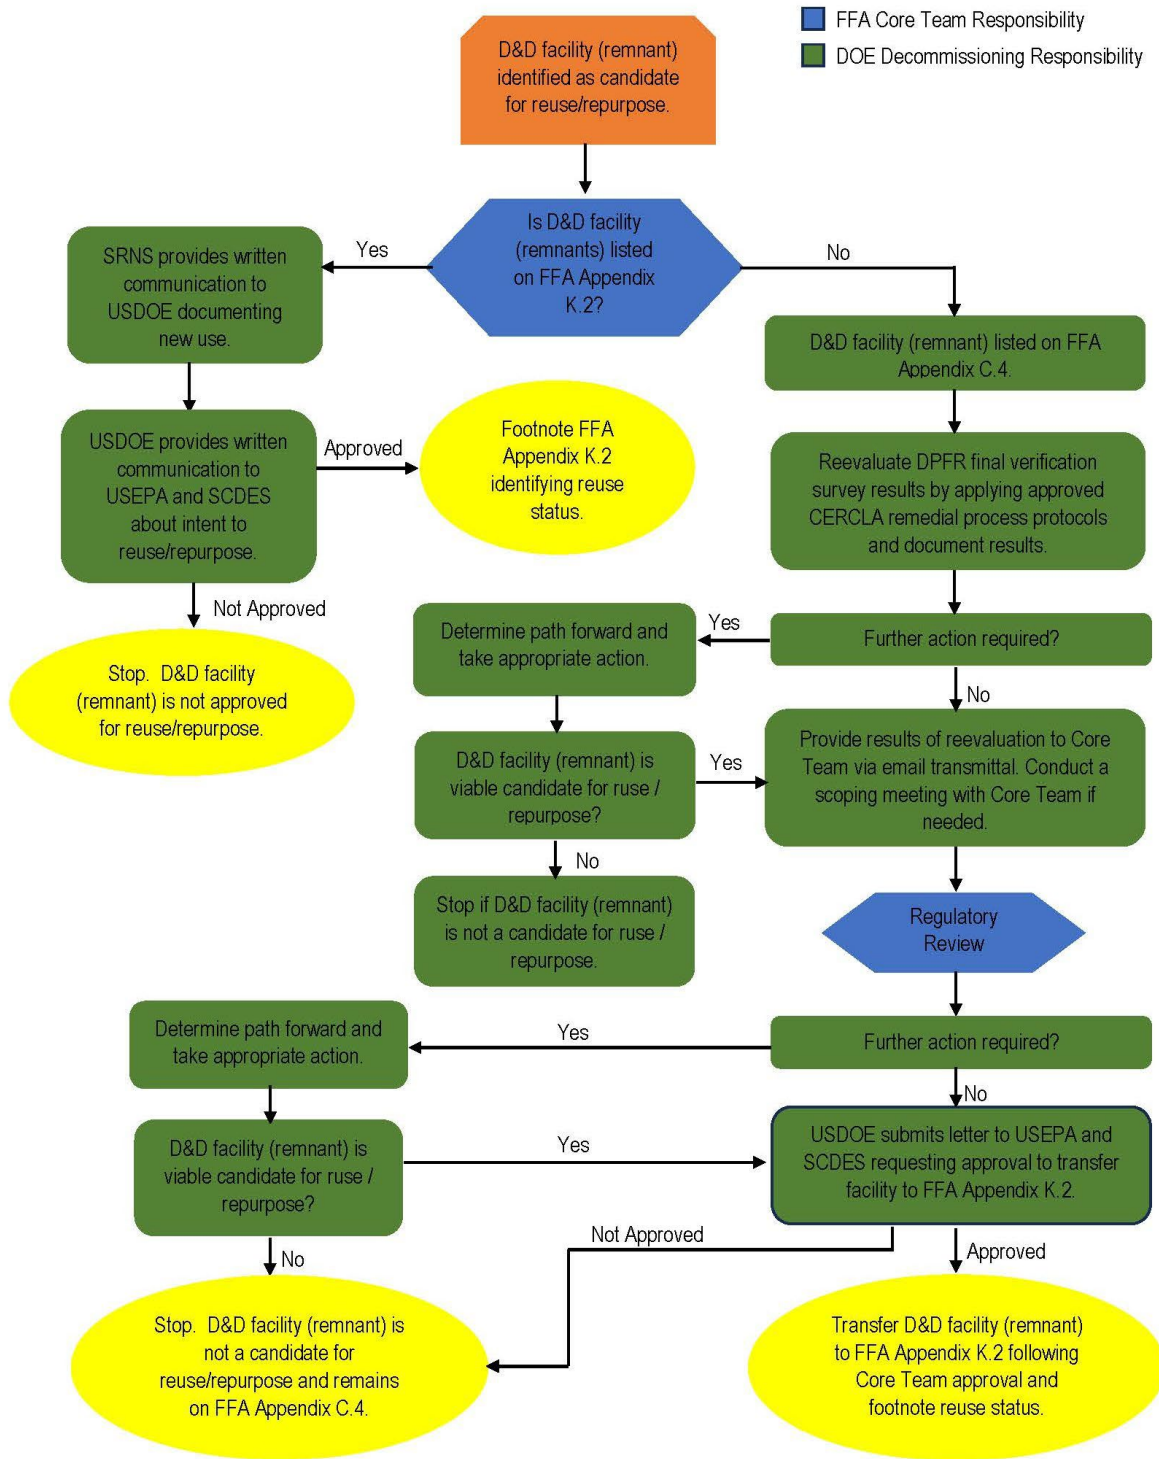 FFA Core Team Responsibility
DOE Decommissioning Responsibility
D&D facility (remnant)
identified as candidate
for reuse/repurpose.
Is D&D facility
(remnants) listed
on FFA Appendix
K.2?
Yes
No
SRNS provides written
communication to
USDOE documenting
new use.
D&D facility (remnant) listed on FFA
Appendix C.4.
USDOE provides written
communication to
USEPA and SCDES
about intent to
reuse/repurpose.
Approved
Footnote FFA
Appendix K.2
identifying reuse
status.
Reevaluate DPFR final verification
survey results by applying approved
CERCLA remedial process protocols
and document results.
Not Approved
Stop. D&D facility
(remnant) is not approved
for reuse/repurpose.
Further action required?
Yes
Determine path forward and
take appropriate action.
No
D&D facility (remnant) is
viable candidate for ruse /
repurpose?
Yes
Provide results of reevaluation to Core
Team via email transmittal. Conduct a
scoping meeting with Core Team if
needed.
No
Stop if D&D facility (remnant)
is not a candidate for ruse /
repurpose.
Regulatory
Review
Further action required?
Yes
Determine path forward and
take appropriate action.
No
D&D facility (remnant) is
viable candidate for ruse /
repurpose?
Yes
USDOE submits letter to USEPA and
SCDES requesting approval to transfer
facility to FFA Appendix K.2.
No
Not Approved
Approved
Stop. D&D facility (remnant) is
not a candidate for
reuse/repurpose and remains
on FFA Appendix C.4.
Transfer D&D facility (remnant)
to FFA Appendix K.2 following
Core Team approval and
footnote reuse status.